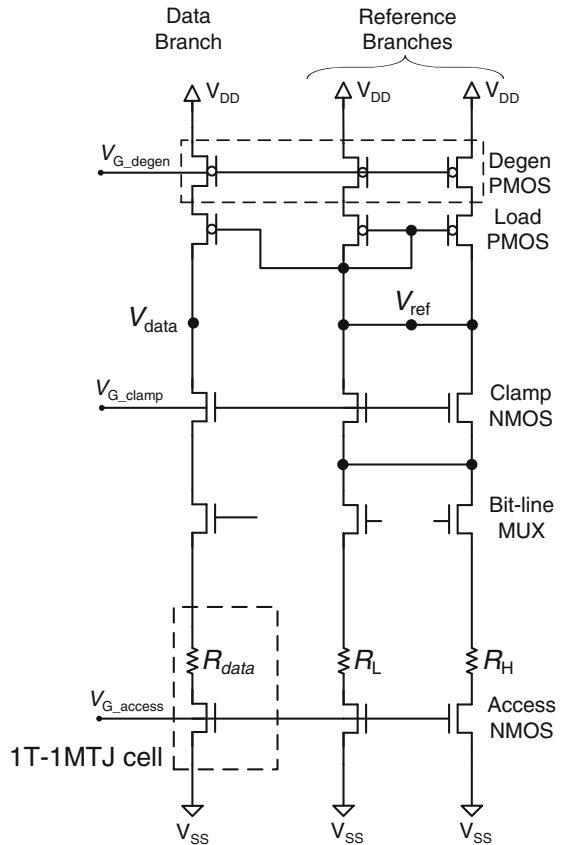 Data
Branch
Reference
Branches
V_DD
V_DD
V_DD
V_G_degen
Degen
PMOS
Load
PMOS
V_data
V_ref
V_G_clamp
Clamp
NMOS
Bit-line
MUX
R_data
R_L
R_H
V_G_access
Access
NMOS
1T-1MTJ cell
V_SS
V_SS
V_SS